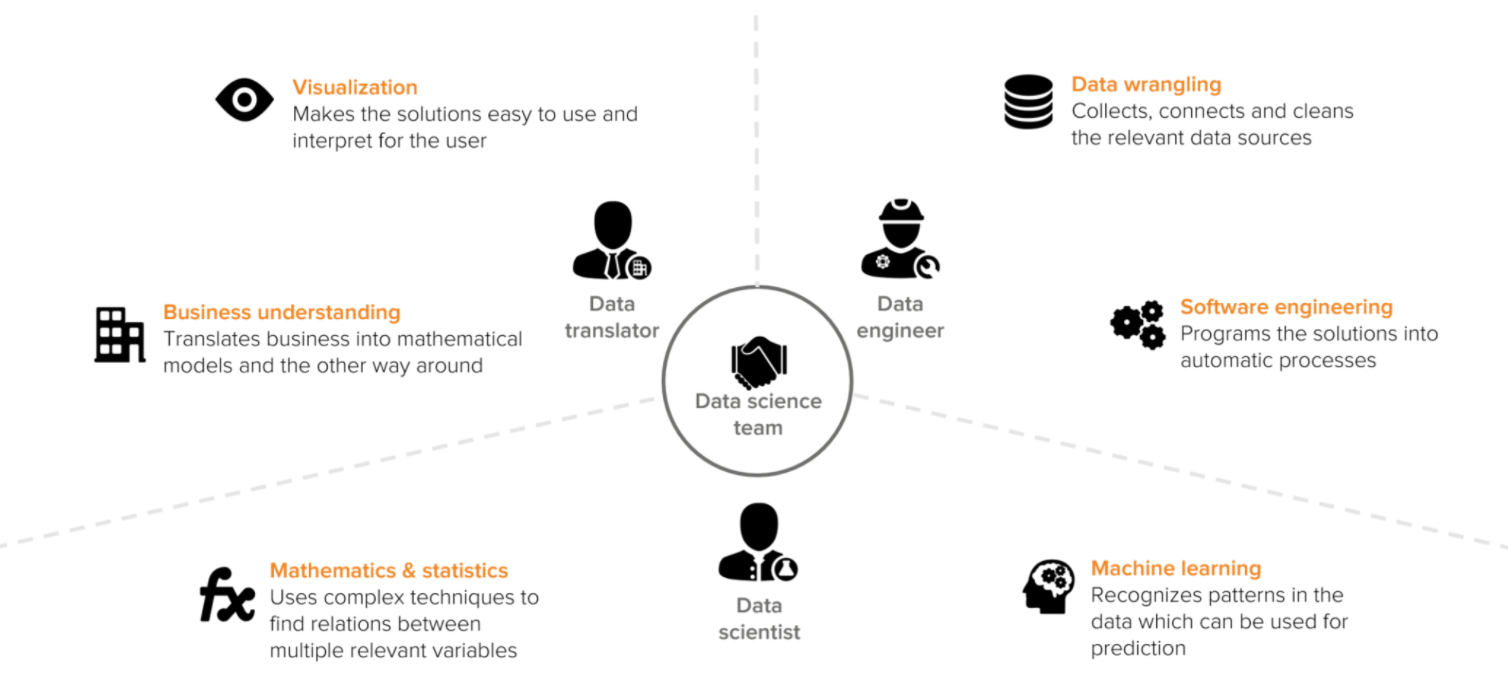 Visualization
Makes the solutions easy to use and
interpret for the user
Data wrangling
Collects, connects and cleans
the relevant data sources
Data
translator
Data
engineer
Business understanding
Translates business into mathematical
models and the other way around
Software engineering
Programs the solutions into
automatic processes
Data science
team
Mathematics & statistics
Uses complex techniques to
find relations between
multiple relevant variables
Data
scientist
Machine learning
Recognizes patterns in the
data which can be used for
prediction
fx